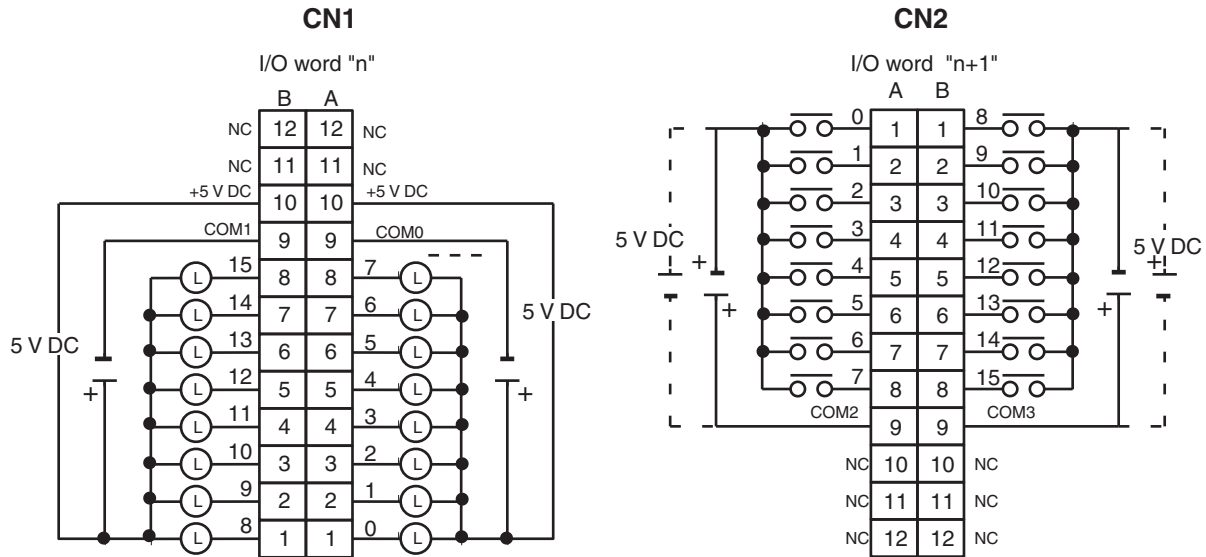 CN1
I/O word "n"
B A
NC 12 12 NC
NC 11 11 NC
+5 V DC 10 10 +5 V DC
COM1 9 9 COM0
15 L 8 8 7 L
14 L 7 7 6 L
13 L 6 6 5 L
12 L 5 5 4 L
11 L 4 4 3 L
10 L 3 3 2 L
9 L 2 2 1 L
8 L 1 1 0 L
5 V DC
+
5 V DC
+
CN2
I/O word "n+1"
A B
0 1 1 8
1 2 2 9
2 3 3 10
3 4 4 11
4 5 5 12
5 6 6 13
6 7 7 14
7 8 8 15
COM2 9 9 COM3
NC 10 10 NC
NC 11 11 NC
NC 12 12 NC
5 V DC
+
+
5 V DC
+
+